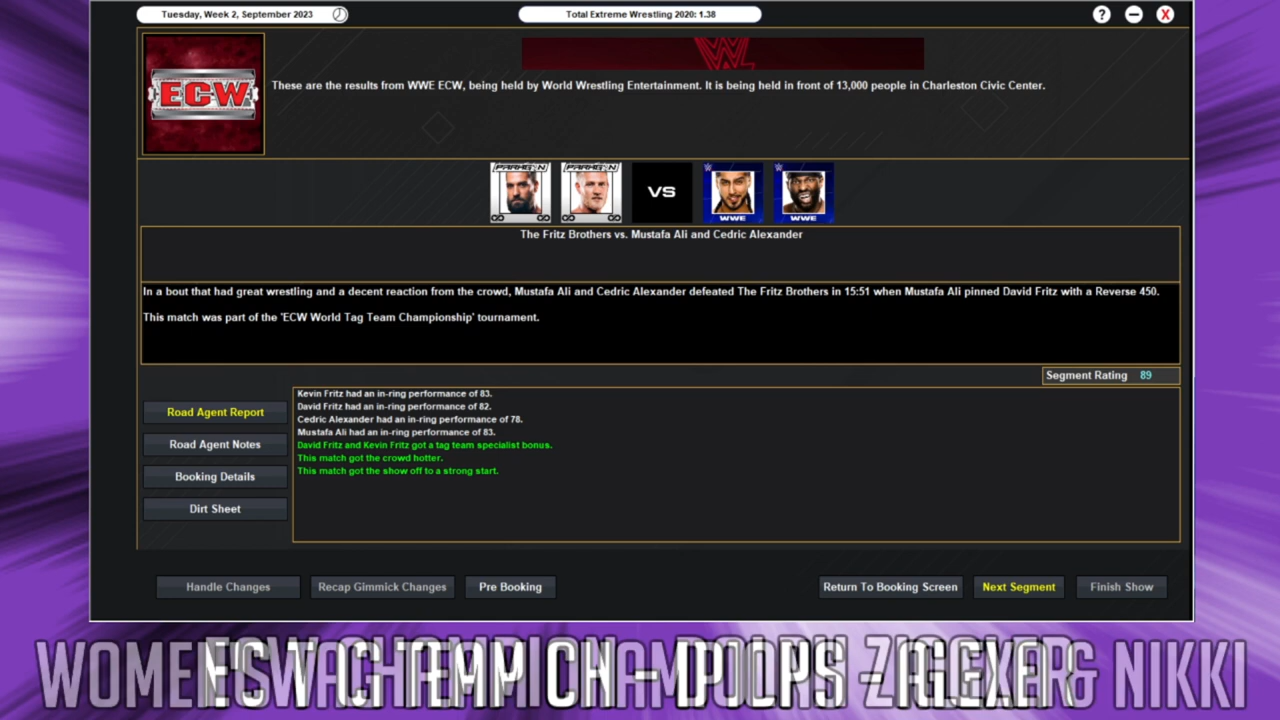 Tuesday, Week 2, September 2023
Total Extreme Wrestling 2020: 1.38
?
X
ECW
These are the results from WWE ECW, being held by World Wrestling Entertainment. It is being held in front of 13,000 people in Charleston Civic Center.
VS
WWE
WWE
The Fritz Brothers vs. Mustafa Ali and Cedric Alexander
In a bout that had great wrestling and a decent reaction from the crowd, Mustafa Ali and Cedric Alexander defeated The Fritz Brothers in 15:51 when Mustafa Ali pinned David Fritz with a Reverse 450.
This match was part of the 'ECW World Tag Team Championship' tournament.
Segment Rating 89
Kevin Fritz had an in-ring performance of 83.
David Fritz had an in-ring performance of 82.
Cedric Alexander had an in-ring performance of 78.
Mustafa Ali had an in-ring performance of 83.
David Fritz and Kevin Fritz got a tag team specialist bonus.
This match got the crowd hotter.
This match got the show off to a strong start.
Road Agent Report
Road Agent Notes
Booking Details
Dirt Sheet
Handle Changes
Recap Gimmick Changes
Pre Booking
Return To Booking Screen
Next Segment
Finish Show
& NIKKI